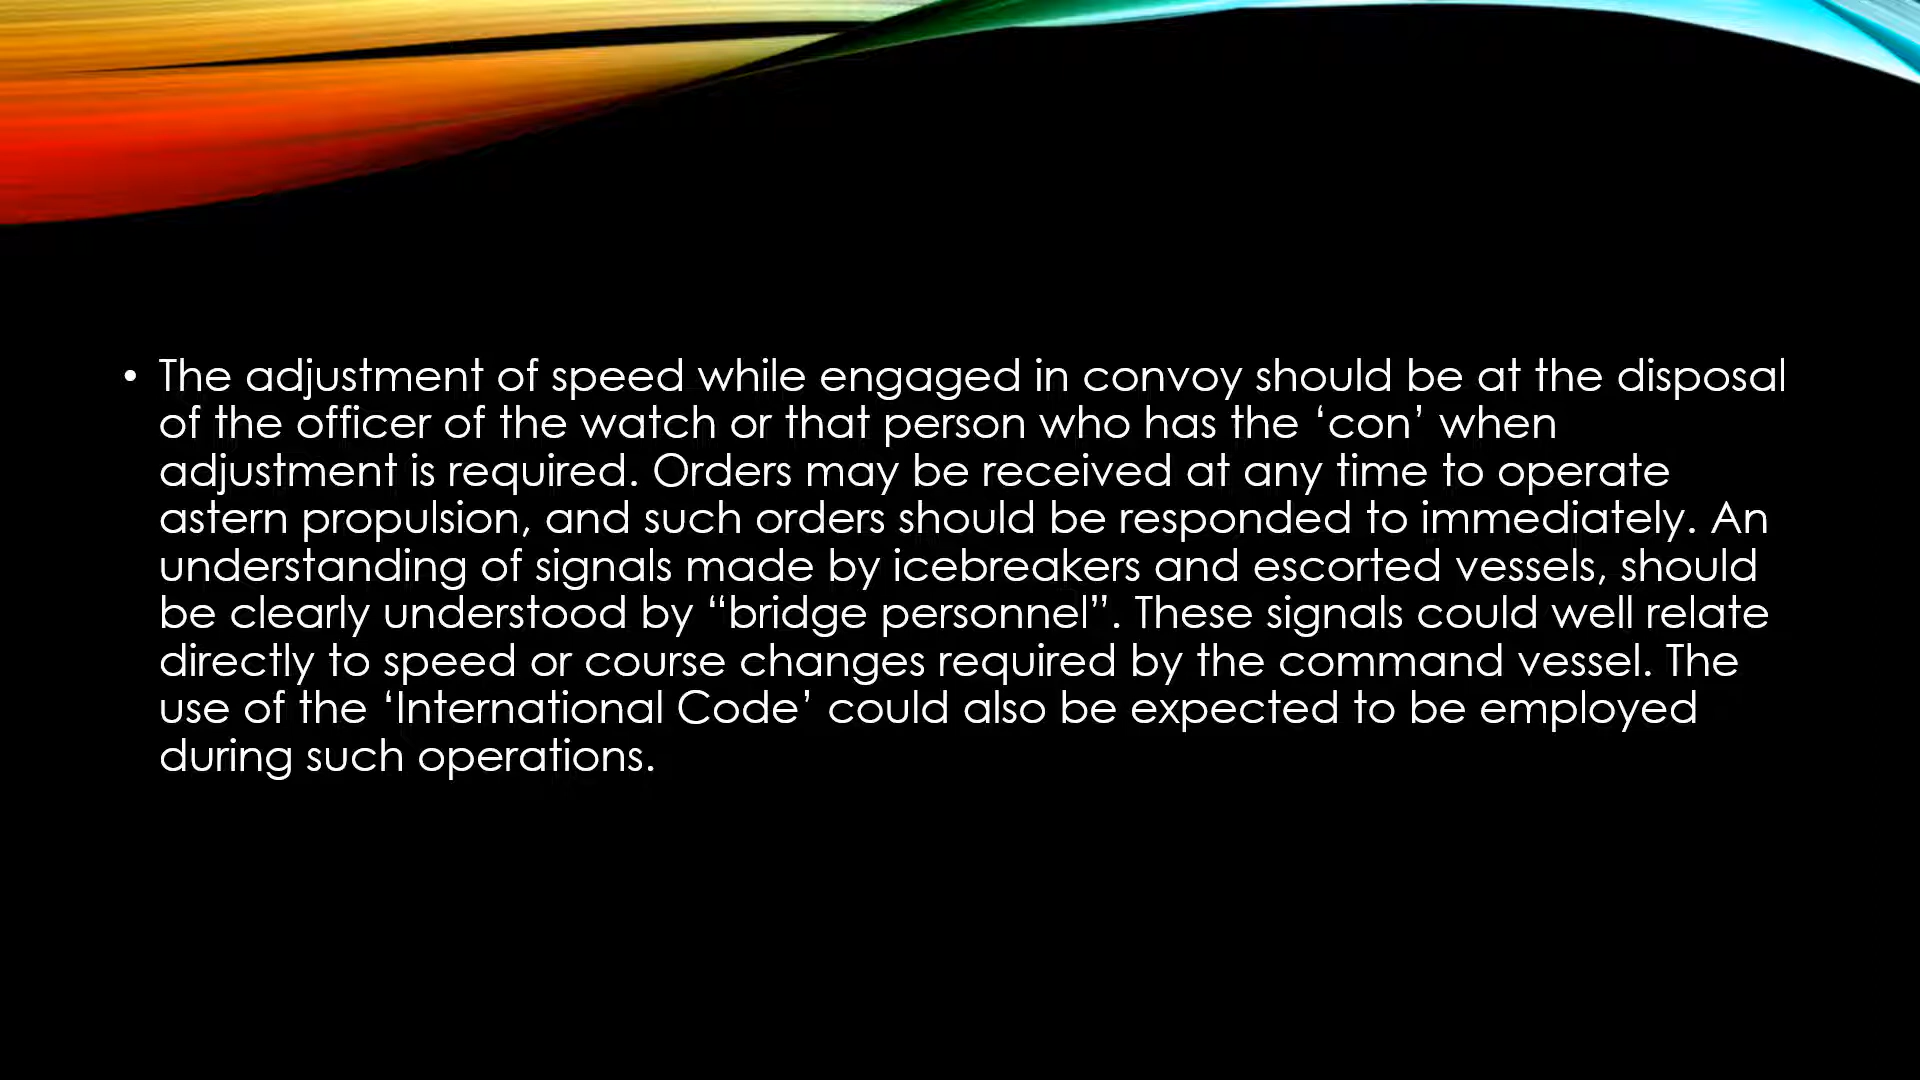 • The adjustment of speed while engaged in convoy should be at the disposal
of the officer of the watch or that person who has the ‘con’ when
adjustment is required. Orders may be received at any time to operate
astern propulsion, and such orders should be responded to immediately. An
understanding of signals made by icebreakers and escorted vessels, should
be clearly understood by “bridge personnel”. These signals could well relate
directly to speed or course changes required by the command vessel. The
use of the ‘International Code’ could also be expected to be employed
during such operations.